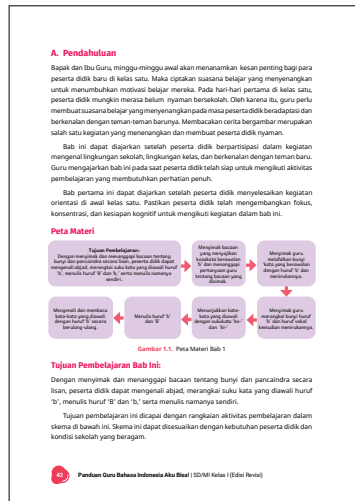 A. Pendahuluan
Bapak dan Ibu Guru, minggu-minggu awal akan menanamkan kesan penting bagi para
peserta didik baru di kelas satu. Maka ciptakan suasana belajar yang menyenangkan
untuk menumbuhkan motivasi belajar mereka. Pada hari-hari pertama di kelas satu,
peserta didik mungkin merasa belum nyaman bersekolah. Oleh karena itu, guru perlu
membuat suasana belajar yang menyenangkan pada masa peserta didik beradaptasi dan
berkenalan dengan teman-teman barunya. Membacakan cerita bergambar merupakan
salah satu kegiatan yang menenangkan dan membuat peserta didik nyaman.
Bab ini dapat diajarkan setelah peserta didik berpartisipasi dalam kegiatan
mengenal lingkungan sekolah, lingkungan kelas, dan berkenalan dengan teman baru.
Guru mengajarkan bab ini pada saat peserta didik telah siap untuk mengikuti aktivitas
pembelajaran yang membutuhkan perhatian penuh.
Bab pertama ini dapat diajarkan setelah peserta didik menyelesaikan kegiatan
orientasi di awal kelas satu. Pastikan peserta didik telah mengembangkan fokus,
konsentrasi, dan kesiapan kognitif untuk mengikuti kegiatan dalam bab ini.
Peta Materi
Tujuan Pembelajaran:
Dengan menyimak dan menanggapi bacaan tentang
bunyi dan pancaindra secara lisan, peserta didik dapat
mengenali abjad, merangkai suku kata yang diawali huruf
'b', menulis huruf 'B' dan 'b,' serta menulis namanya
sendiri.
Menyimak bacaan
yang menyajikan
kosakata berawalan
'b' dan menanggapi
pertanyaan guru
tentang bacaan yang
disimak.
Menyimak guru
melafalkan bunyi
kata yang berawalan
dengan huruf 'b' dan
menirukannya.
Menyimak guru
merangkai bunyi huruf
'b' dan huruf vokal
kemudian menirukannya.
Menunjukkan kata-
kata yang diawali
dengan sukukata 'ba-'
dan 'bi-'
Menulis huruf 'b'
dan 'B'
Mengenali dan membaca
kata-kata yang diawali
dengan huruf 'b' secara
berulang-ulang.
Gambar 1.1. Peta Materi Bab 1
Tujuan Pembelajaran Bab Ini:
Dengan menyimak dan menanggapi bacaan tentang bunyi dan pancaindra secara
lisan, peserta didik dapat mengenali abjad, merangkai suku kata yang diawali huruf
'b', menulis huruf 'B' dan 'b,' serta menulis namanya sendiri.
Tujuan pembelajaran ini dicapai dengan rangkaian aktivitas pembelajaran dalam
skema di bawah ini. Skema ini dapat disesuaikan dengan kebutuhan peserta didik dan
kondisi sekolah yang beragam.
42 Panduan Guru Bahasa Indonesia Aku Bisa! | SD/MI Kelas I (Edisi Revisi)